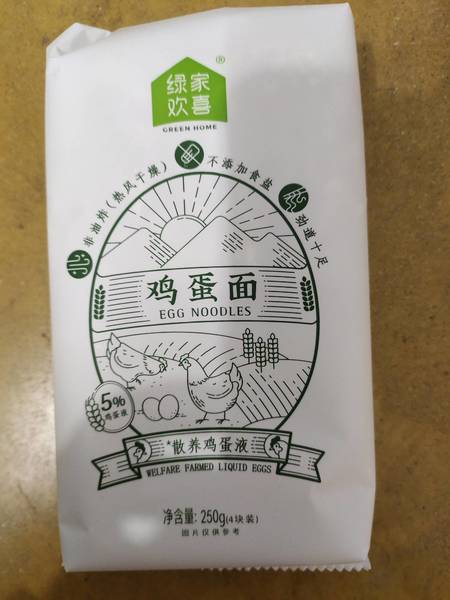 绿家
欢喜
®
GREEN HOME
非油炸(热风干燥)
不添加食盐
劲道十足
鸡蛋面
EGG NOODLES
5%
鸡蛋液
*散养鸡蛋液
WELFARE FARMED LIQUID EGGS
净含量: 250g(4块装)
图片仅供参考